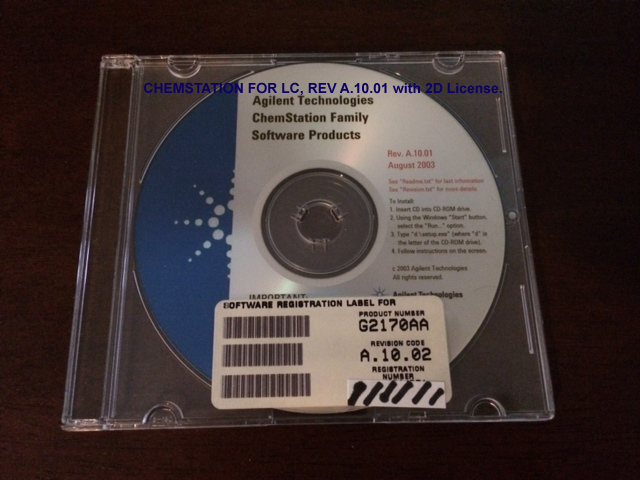 CHEMSTATION FOR LC, REV A.10.01 with 2D License.
Agilent Technologies
ChemStation Family
Software Products
Rev. A.10.01
August 2003
See "Readme.txt" for last information
See "Revision.txt" for more details
To Install:
1. Insert CD into CD-ROM drive.
2. Using the Windows "Start" button,
select the "Run..." option.
3. Type "d:\setup.exe" (where "d" is
the letter of the CD-ROM drive).
4. Follow instructions on the screen.
© 2003 Agilent Technologies
All rights reserved.
IMPORTANT:
Agilent Technologies
SOFTWARE REGISTRATION LABEL FOR
PRODUCT NUMBER
G2170AA
REVISION CODE
A.10.02
REGISTRATION
NUMBER